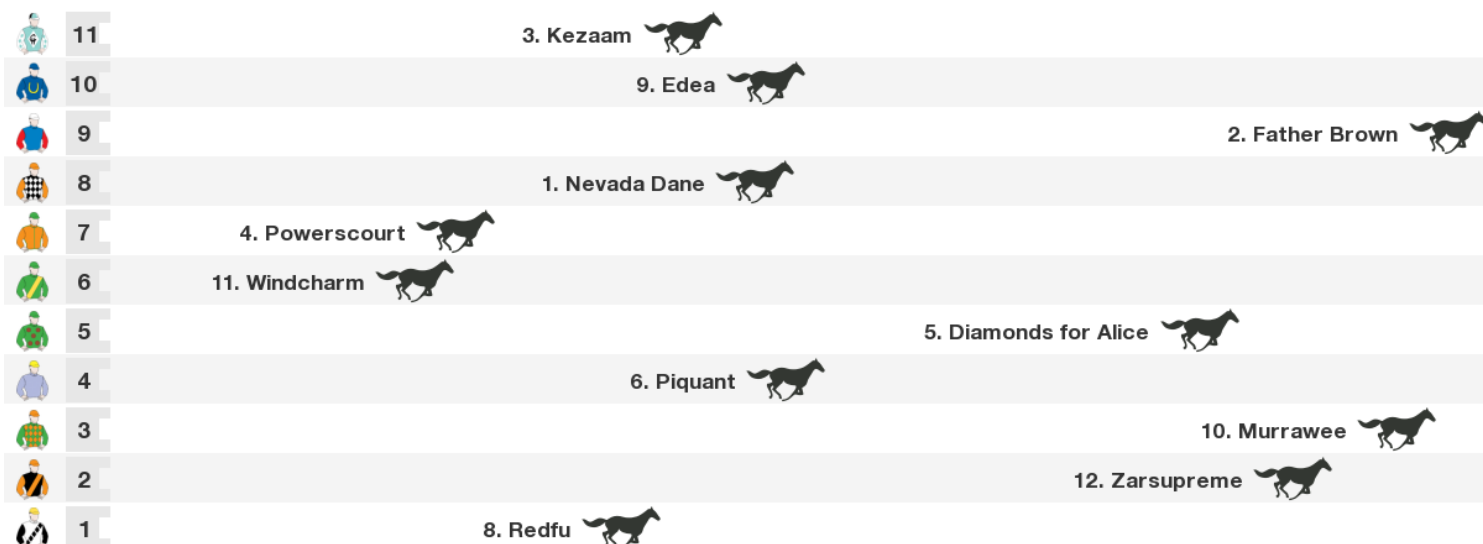 11 3. Kezaam
10 9. Edea
9 2. Father Brown
8 1. Nevada Dane
7 4. Powerscourt
6 11. Windcharm
5 5. Diamonds for Alice
4 6. Piquant
3 10. Murrawee
2 12. Zarsupreme
1 8. Redfu